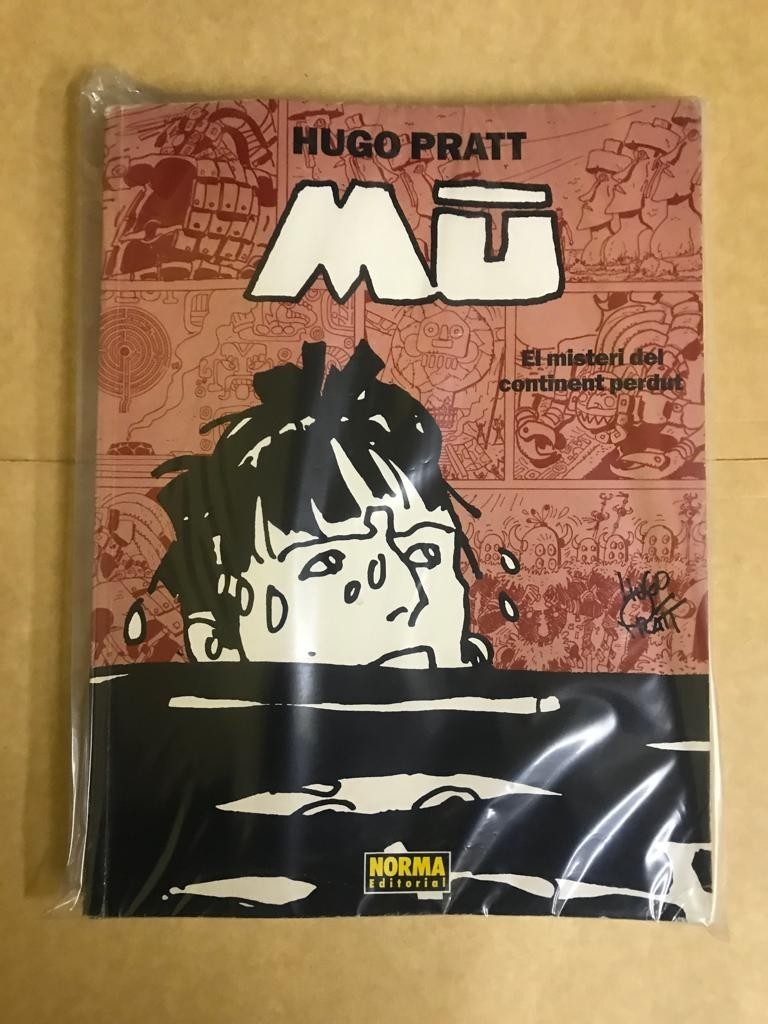 HUGO PRATT
MŪ
El misteri del
continent perdut
HUGO
PRATT
NORMA
Editorial